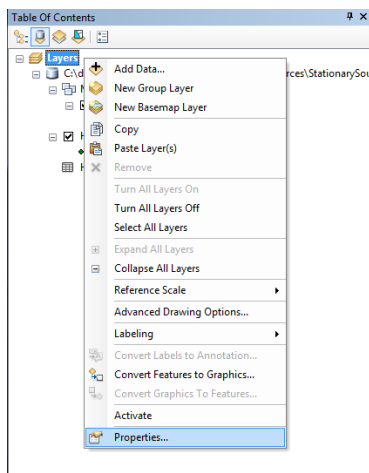 Table Of Contents
Layers
C:\d
rces\StationarySou
Add Data...
New Group Layer
New Basemap Layer
Copy
Paste Layer(s)
Remove
Turn All Layers On
Turn All Layers Off
Select All Layers
Expand All Layers
Collapse All Layers
Reference Scale
Advanced Drawing Options...
Labeling
Convert Labels to Annotation...
Convert Features to Graphics...
Convert Graphics To Features...
Activate
Properties...